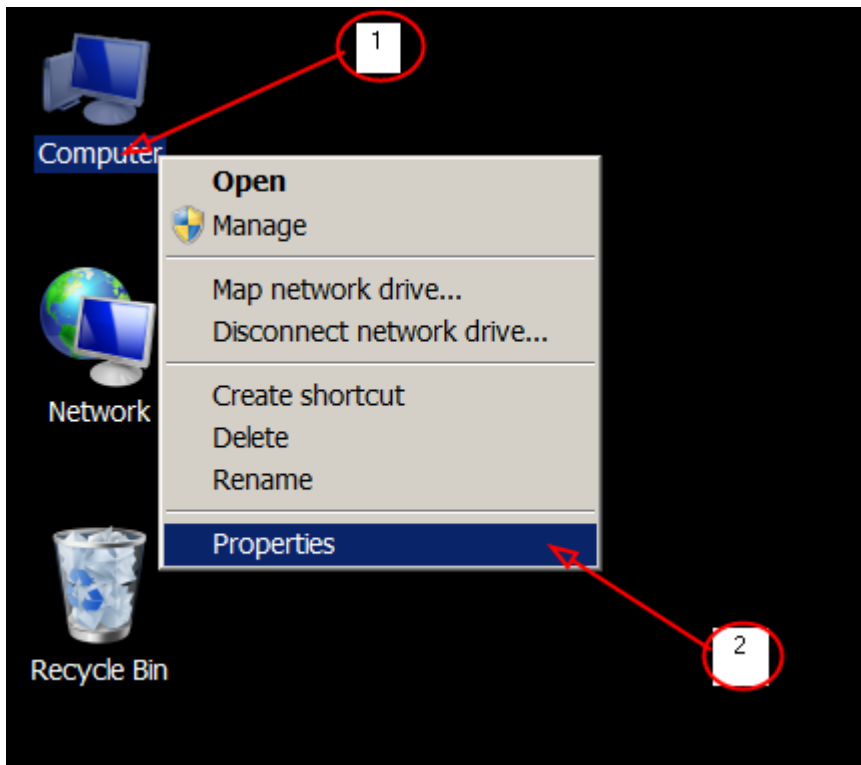 1
Computer
Open
Manage
Map network drive...
Disconnect network drive...
Network
Create shortcut
Delete
Rename
Properties
2
Recycle Bin